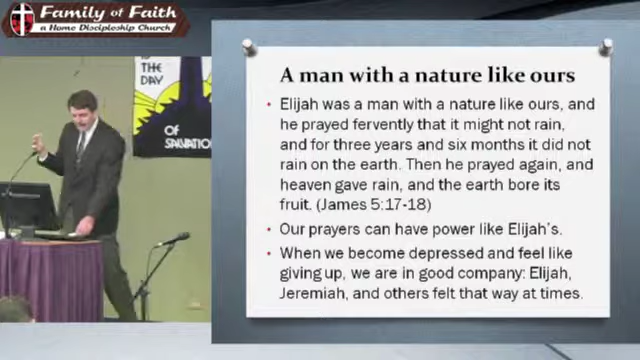 Family of Faith
a Home Discipleship Church
IS
THE
DAY
OF
SALVATION
A man with a nature like ours
• Elijah was a man with a nature like ours, and
he prayed fervently that it might not rain,
and for three years and six months it did not
rain on the earth. Then he prayed again, and
heaven gave rain, and the earth bore its
fruit. (James 5:17-18)
• Our prayers can have power like Elijah's.
• When we become depressed and feel like
giving up, we are in good company: Elijah,
Jeremiah, and others felt that way at times.